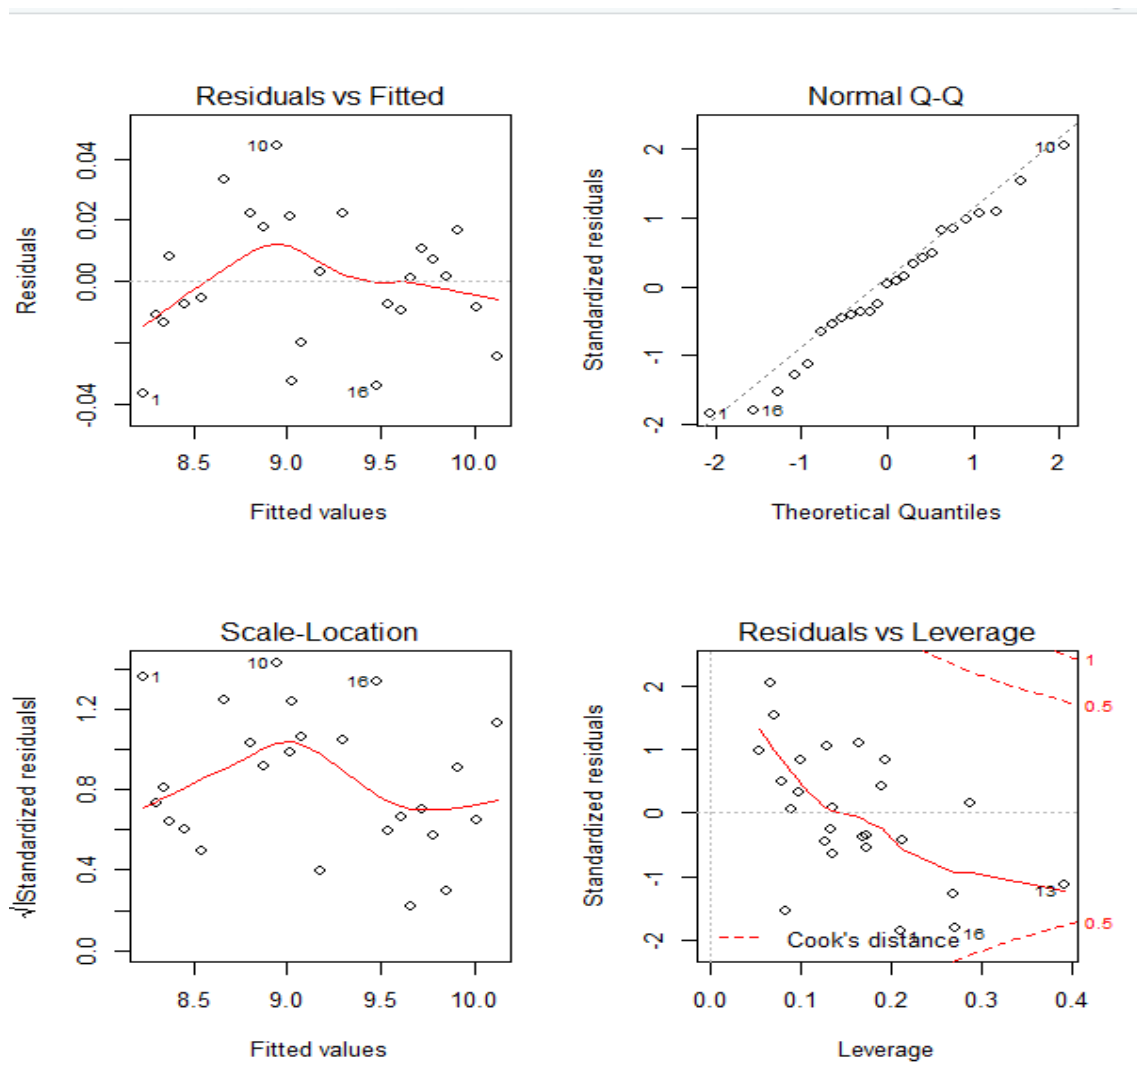 Residuals vs Fitted
Residuals
0.04
0.02
0.00
-0.04
10
1
16
8.5 9.0 9.5 10.0
Fitted values
Normal Q-Q
Standardized residuals
2
1
0
-1
-2
10
1
16
-2 -1 0 1 2
Theoretical Quantiles
Scale-Location
√|Standardized residuals|
1.2
0.8
0.4
0.0
1
10
16
8.5 9.0 9.5 10.0
Fitted values
Residuals vs Leverage
Standardized residuals
2
1
0
-1
-2
1
0.5
13
0.5
1
16
Cook's distance
0.0 0.1 0.2 0.3 0.4
Leverage